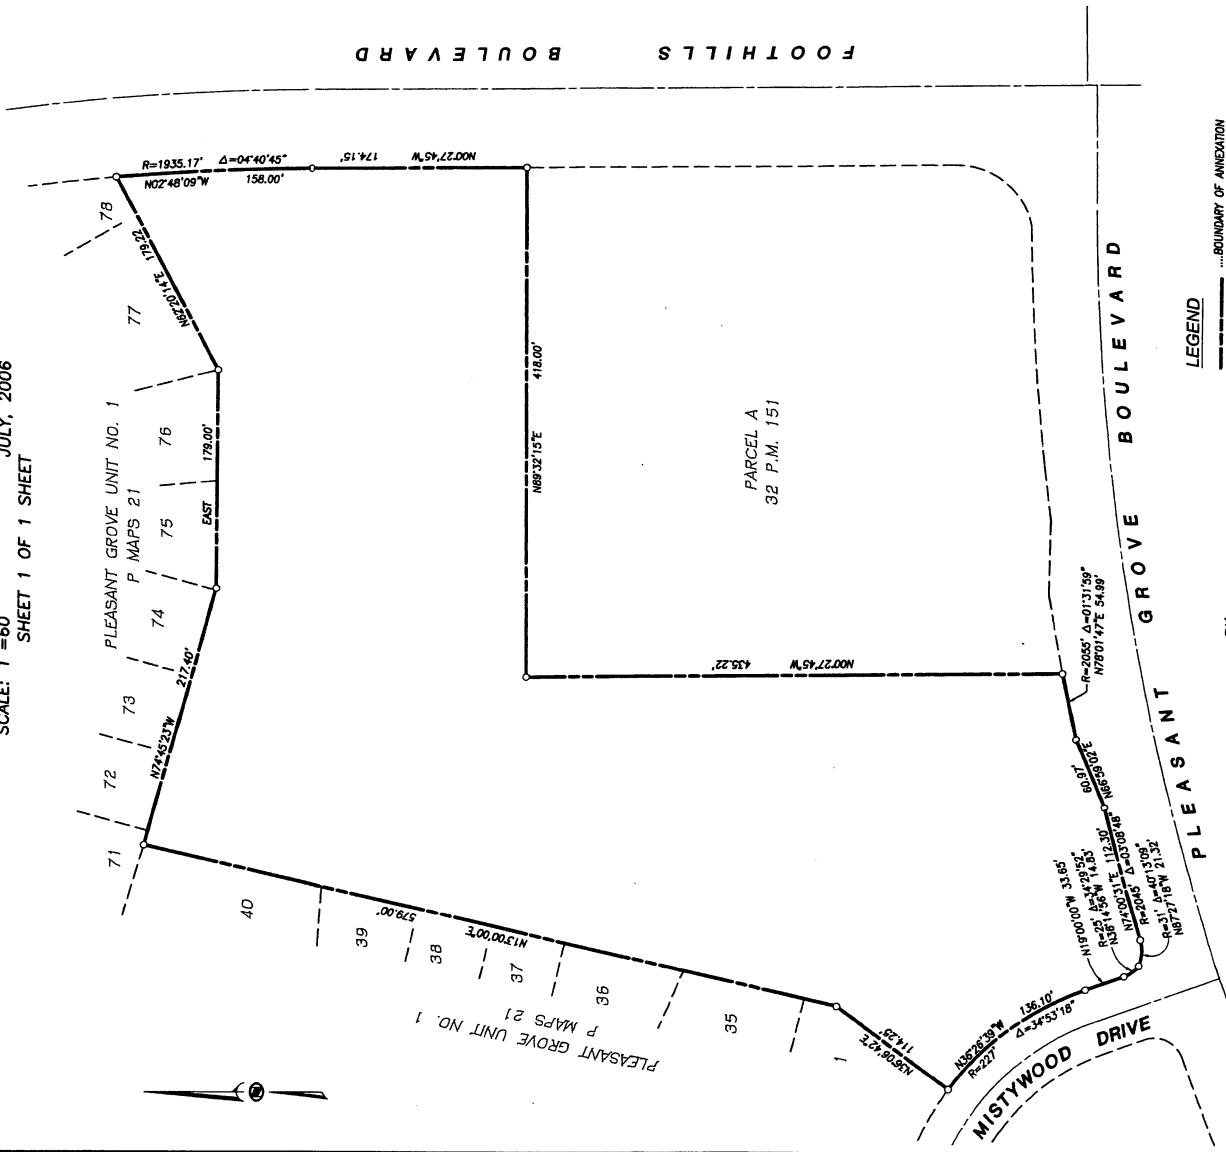 SCALE: 1"=60' JULY, 2006
SHEET 1 OF 1 SHEET
FOOTHILLS BOULEVARD
R=1935.17' Δ=04°40'45"
N02°48'09"W 158.00'
N00°27'45"W 174.15'
78
N62°20'14"E 179.22
77
PLEASANT GROVE UNIT NO. 1
P MAPS 21
76
75
EAST 179.00'
74
73
72
71
N74°45'23"W 217.40'
N89°32'15"E 418.00'
PARCEL A
32 P.M. 151
N00°27'45"W 435.22'
40
39
38
37
36
35
1
N13°00'00"E 579.00'
PLEASANT GROVE UNIT NO. 1
P MAPS 21
N36°06'42"E
114.25'
N36°26'39"W 136.10'
R=227' Δ=34°53'18"
MISTYWOOD DRIVE
N19°00'00"W 33.65'
R=25' Δ=34°29'52"
N36°14'56"W 14.83'
N74°00'31"E 112.30'
R=2045' Δ=03°08'48"
R=31' Δ=40°13'09"
N87°27'18"W 21.32'
60.97'
N66°59'02"E
R=2055' Δ=01°31'59"
N78°01'47"E 54.99'
PLEASANT GROVE BOULEVARD
LEGEND
....BOUNDARY OF ANNEXATION